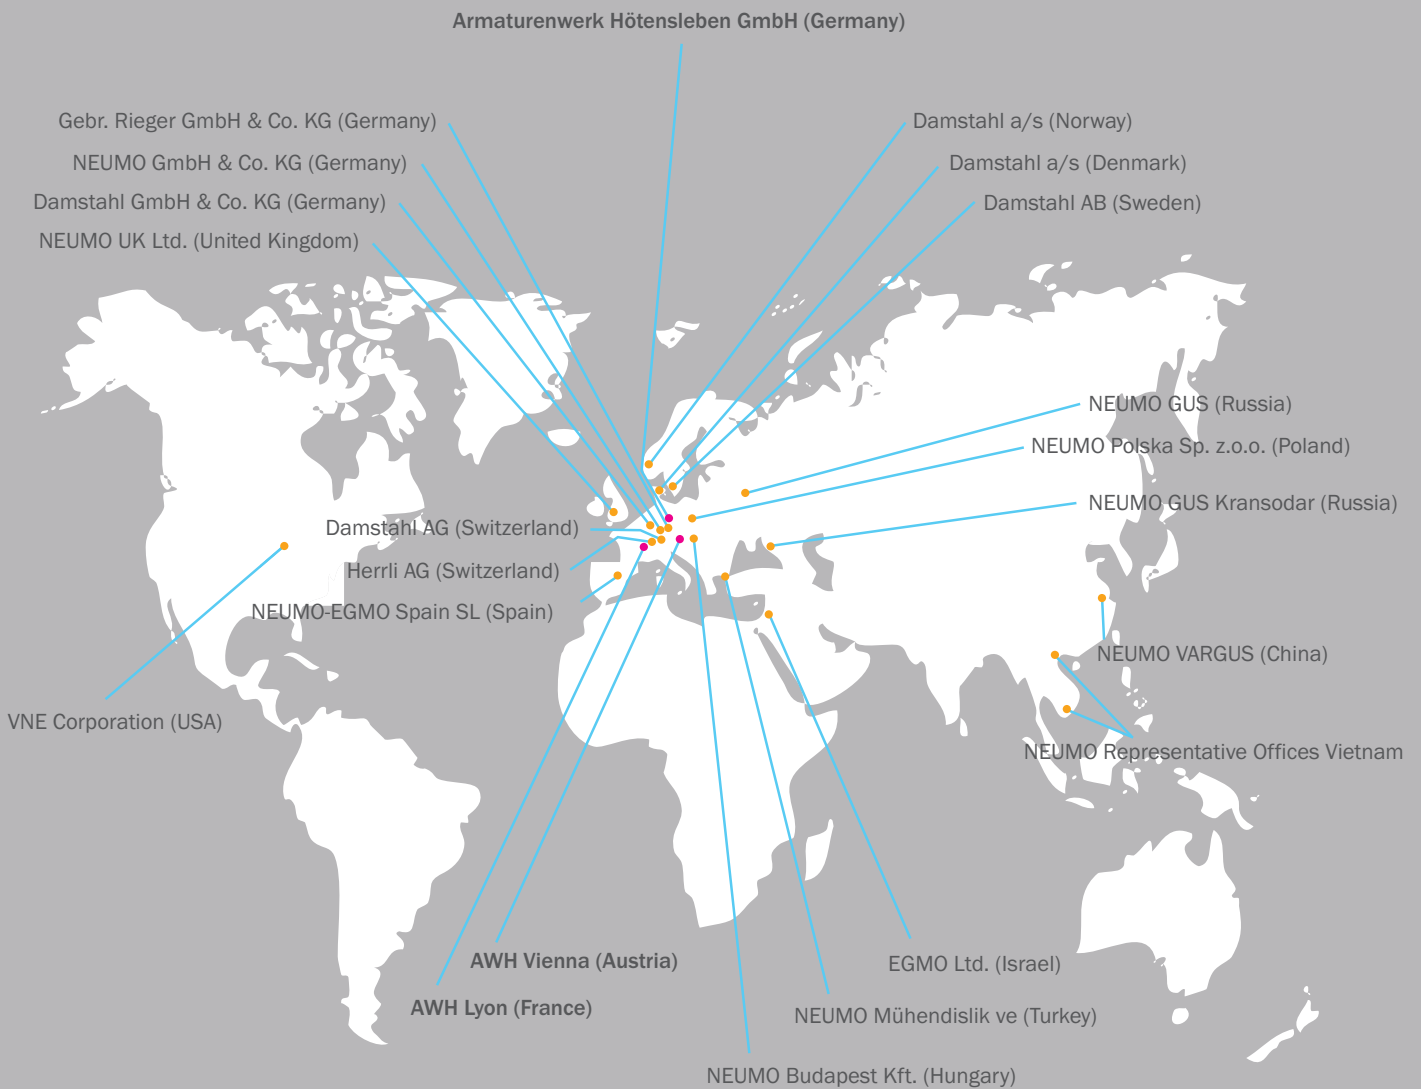 Armaturenwerk Hötensleben GmbH (Germany)
Gebr. Rieger GmbH & Co. KG (Germany)
NEUMO GmbH & Co. KG (Germany)
Damstahl GmbH & Co. KG (Germany)
NEUMO UK Ltd. (United Kingdom)
Damstahl a/s (Norway)
Damstahl a/s (Denmark)
Damstahl AB (Sweden)
NEUMO GUS (Russia)
NEUMO Polska Sp. z.o.o. (Poland)
NEUMO GUS Kransodar (Russia)
Damstahl AG (Switzerland)
Herrli AG (Switzerland)
NEUMO-EGMO Spain SL (Spain)
NEUMO VARGUS (China)
VNE Corporation (USA)
NEUMO Representative Offices Vietnam
AWH Vienna (Austria)
EGMO Ltd. (Israel)
AWH Lyon (France)
NEUMO Mühendislik ve (Turkey)
NEUMO Budapest Kft. (Hungary)